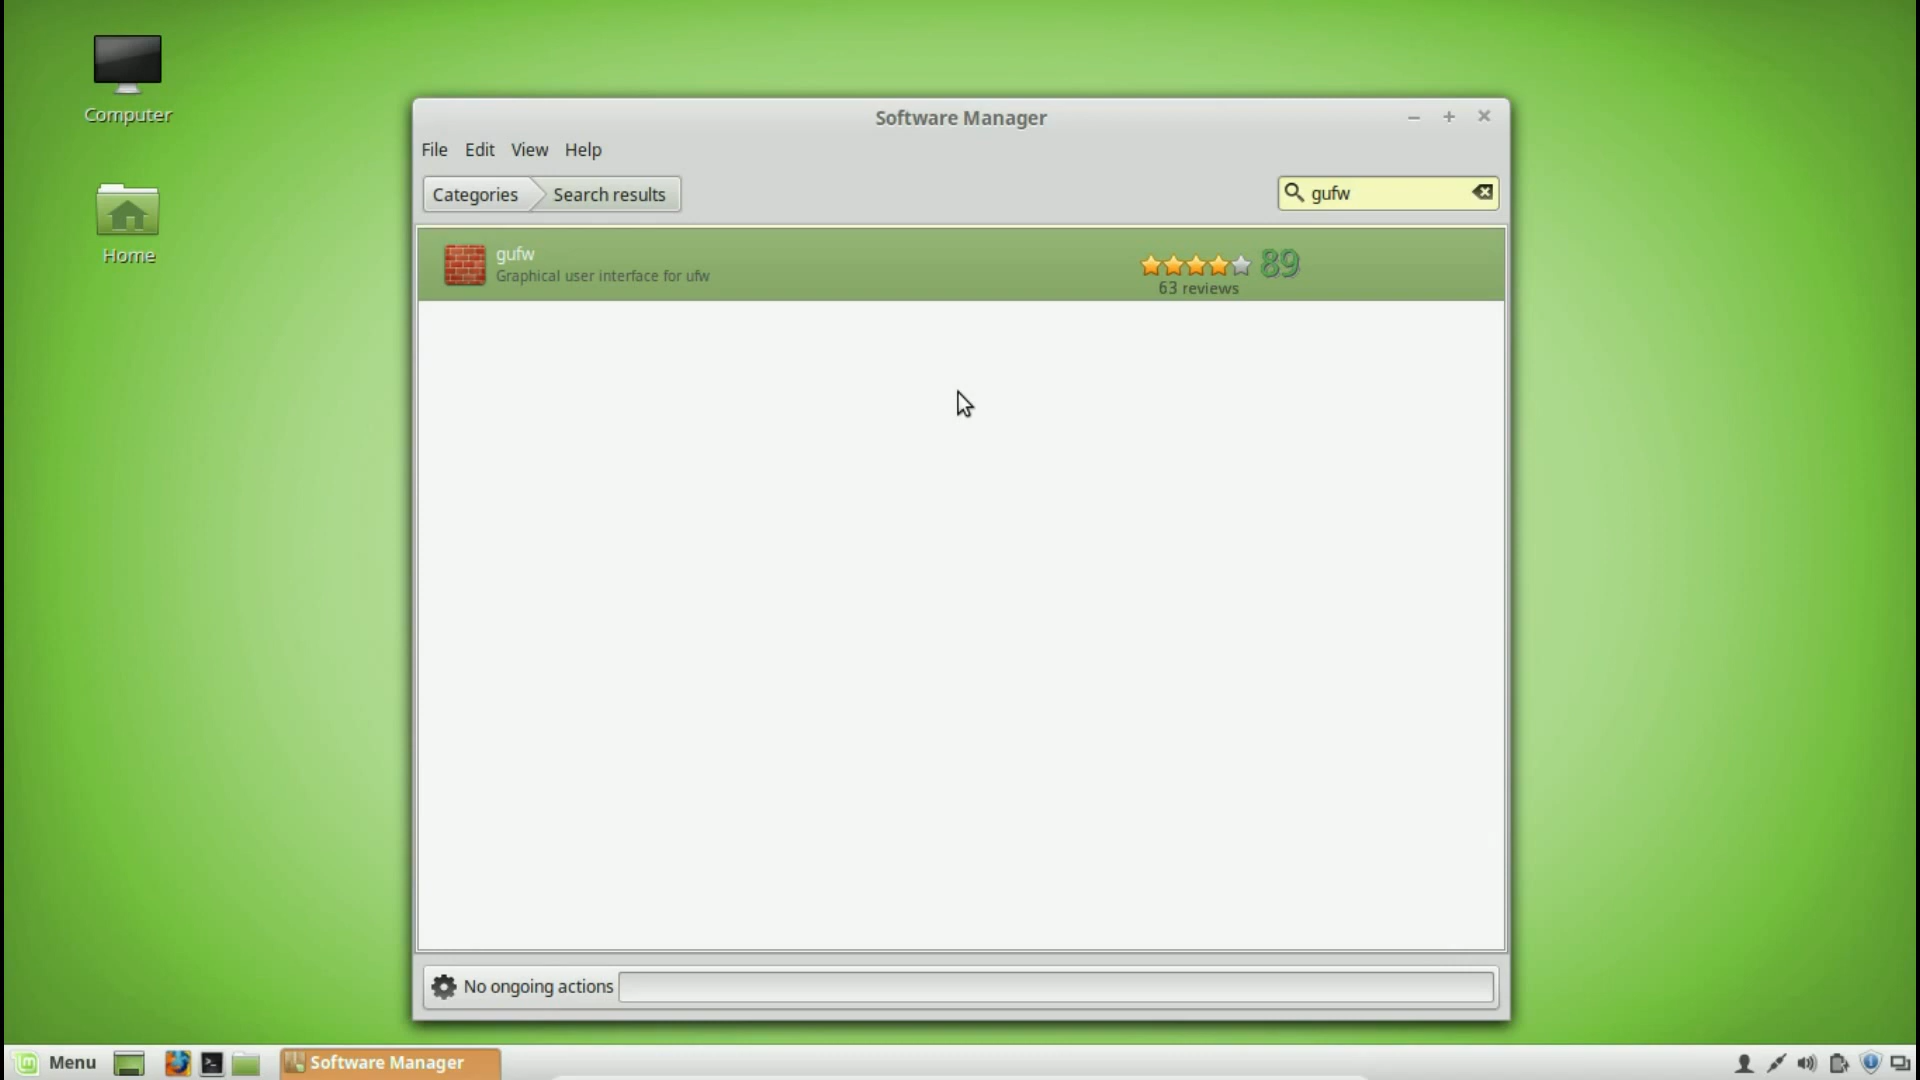 Computer
Home
Software Manager
File Edit View Help
Categories Search results
gufw
gufw
Graphical user interface for ufw
89
63 reviews
No ongoing actions
Menu
Software Manager